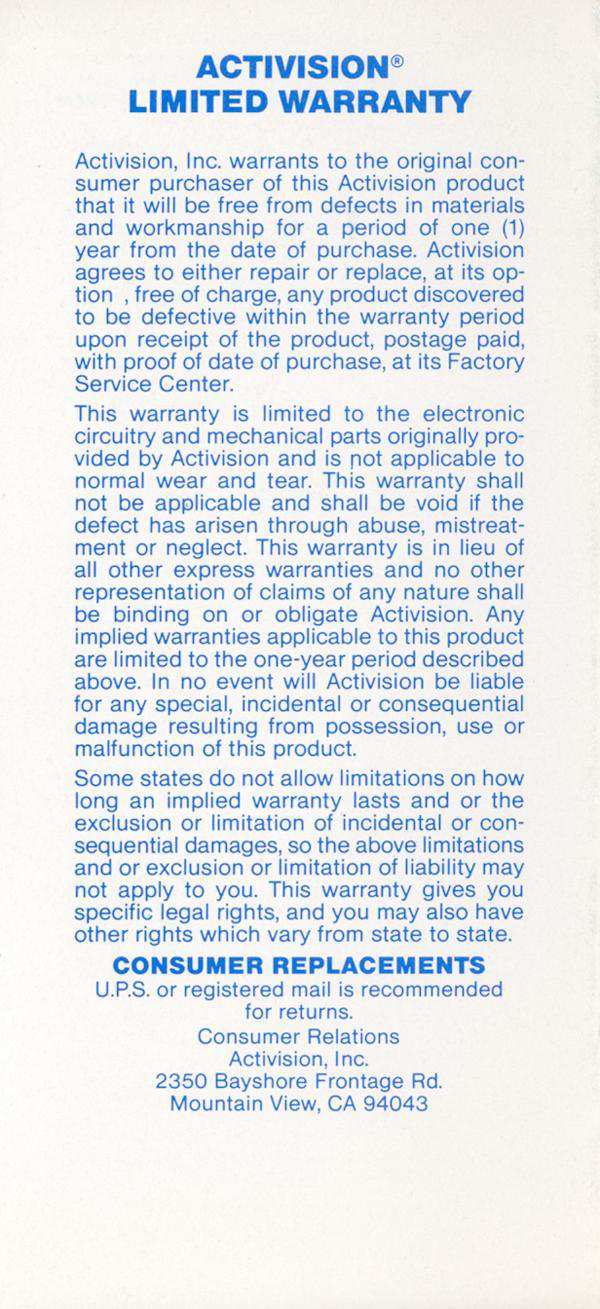 ACTIVISION®
LIMITED WARRANTY
Activision, Inc. warrants to the original con-
sumer purchaser of this Activision product
that it will be free from defects in materials
and workmanship for a period of one (1)
year from the date of purchase. Activision
agrees to either repair or replace, at its op-
tion , free of charge, any product discovered
to be defective within the warranty period
upon receipt of the product, postage paid,
with proof of date of purchase, at its Factory
Service Center.
This warranty is limited to the electronic
circuitry and mechanical parts originally pro-
vided by Activision and is not applicable to
normal wear and tear. This warranty shall
not be applicable and shall be void if the
defect has arisen through abuse, mistreat-
ment or neglect. This warranty is in lieu of
all other express warranties and no other
representation of claims of any nature shall
be binding on or obligate Activision. Any
implied warranties applicable to this product
are limited to the one-year period described
above. In no event will Activision be liable
for any special, incidental or consequential
damage resulting from possession, use or
malfunction of this product.
Some states do not allow limitations on how
long an implied warranty lasts and or the
exclusion or limitation of incidental or con-
sequential damages, so the above limitations
and or exclusion or limitation of liability may
not apply to you. This warranty gives you
specific legal rights, and you may also have
other rights which vary from state to state.
CONSUMER REPLACEMENTS
U.P.S. or registered mail is recommended
for returns.
Consumer Relations
Activision, Inc.
2350 Bayshore Frontage Rd.
Mountain View, CA 94043